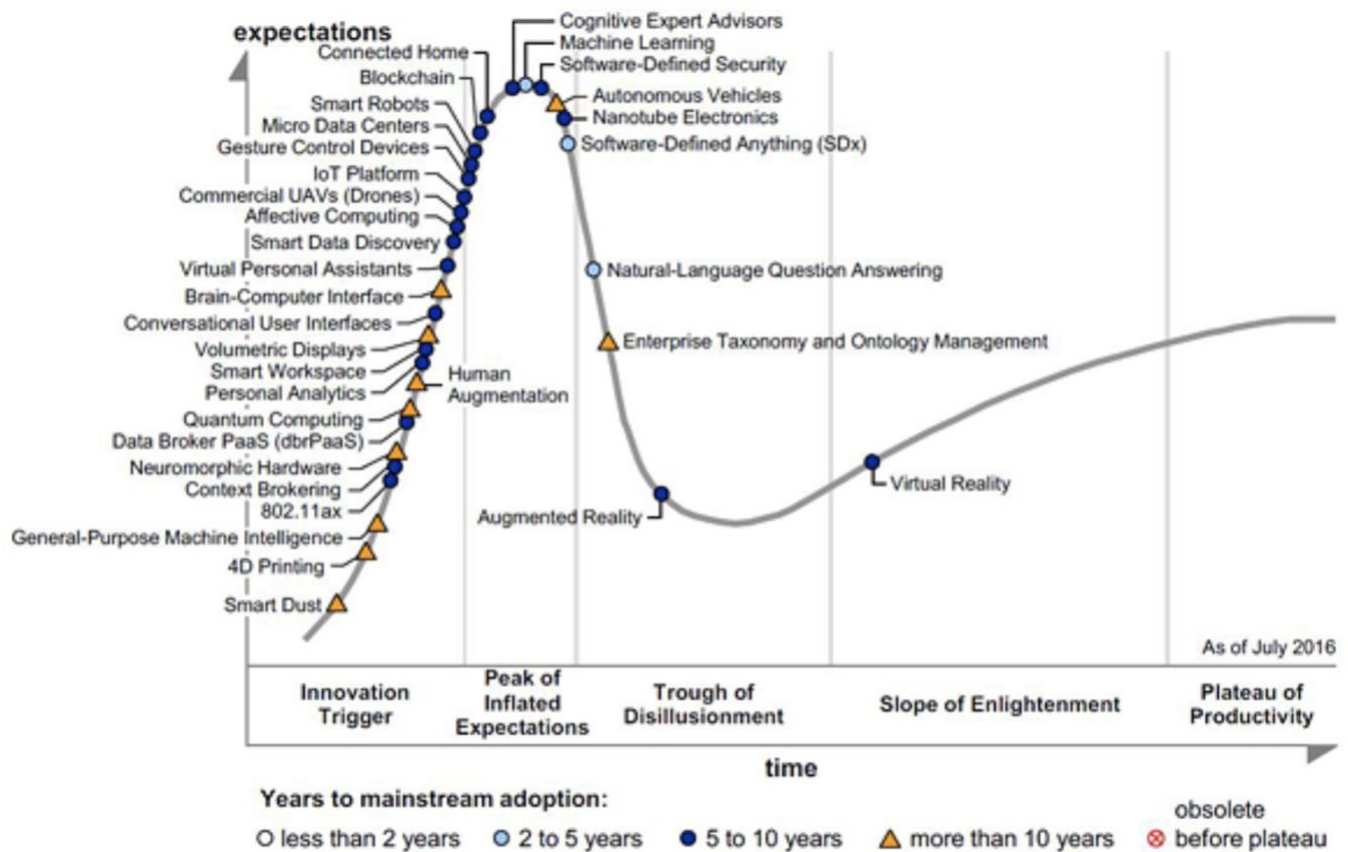 expectations
Cognitive Expert Advisors
Machine Learning
Connected Home
Software-Defined Security
Blockchain
Autonomous Vehicles
Smart Robots
Nanotube Electronics
Micro Data Centers
Gesture Control Devices
Software-Defined Anything (SDx)
IoT Platform
Commercial UAVs (Drones)
Affective Computing
Smart Data Discovery
Virtual Personal Assistants
Natural-Language Question Answering
Brain-Computer Interface
Conversational User Interfaces
Enterprise Taxonomy and Ontology Management
Volumetric Displays
Smart Workspace
Human
Augmentation
Personal Analytics
Quantum Computing
Data Broker PaaS (dbrPaaS)
Neuromorphic Hardware
Context Brokering
Virtual Reality
802.11ax
Augmented Reality
General-Purpose Machine Intelligence
4D Printing
Smart Dust
As of July 2016
Innovation
Trigger
Peak of
Inflated
Expectations
Trough of
Disillusionment
Slope of Enlightenment
Plateau of
Productivity
time
Years to mainstream adoption:
less than 2 years
2 to 5 years
5 to 10 years
more than 10 years
obsolete
before plateau